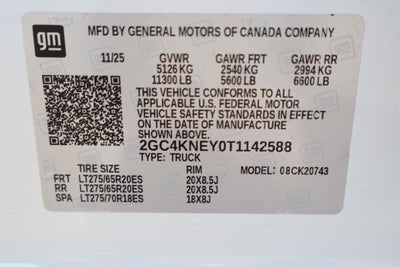 gm
MFD BY GENERAL MOTORS OF CANADA COMPANY
11/25 GVWR GAWR FRT GAWR RR
5126 KG 2540 KG 2994 KG
11300 LB 5600 LB 6600 LB
THIS VEHICLE CONFORMS TO ALL
APPLICABLE U.S. FEDERAL MOTOR
VEHICLE SAFETY STANDARDS IN EFFECT ON
THE DATE OF MANUFACTURE SHOWN ABOVE.
2GC4KNEY0T1142588
TYPE: TRUCK
TIRE SIZE RIM MODEL: 08CK20743
FRT LT275/65R20ES 20X8.5J
RR LT275/65R20ES 20X8.5J
SPA LT275/70R18ES 18X8J